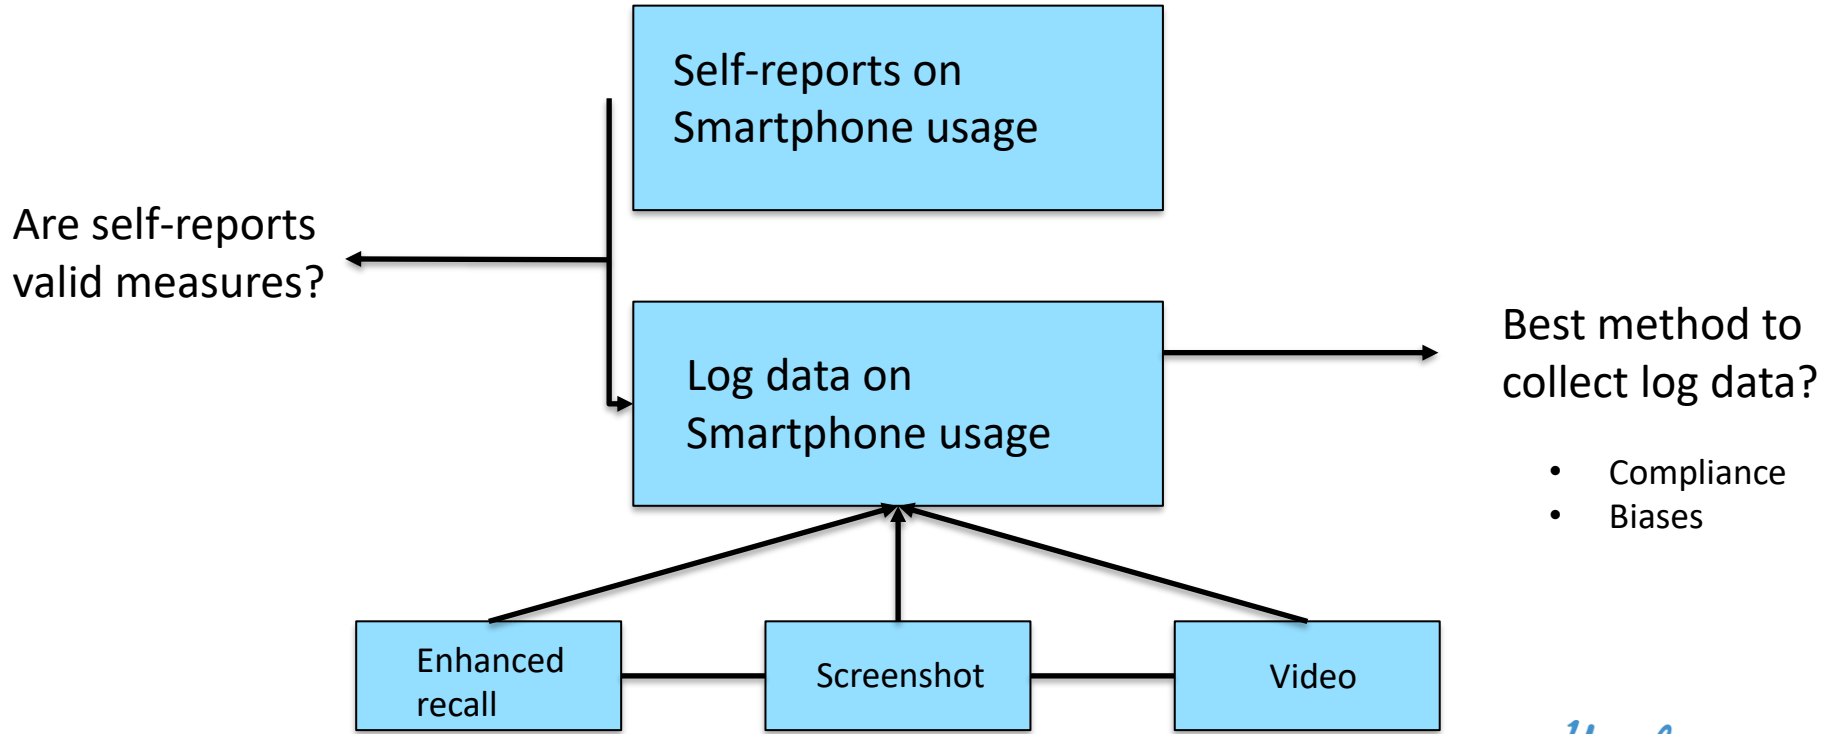 Self-reports on
Smartphone usage
Are self-reports
valid measures?
Log data on
Smartphone usage
Best method to
collect log data?
• Compliance
• Biases
Enhanced
recall
Screenshot
Video